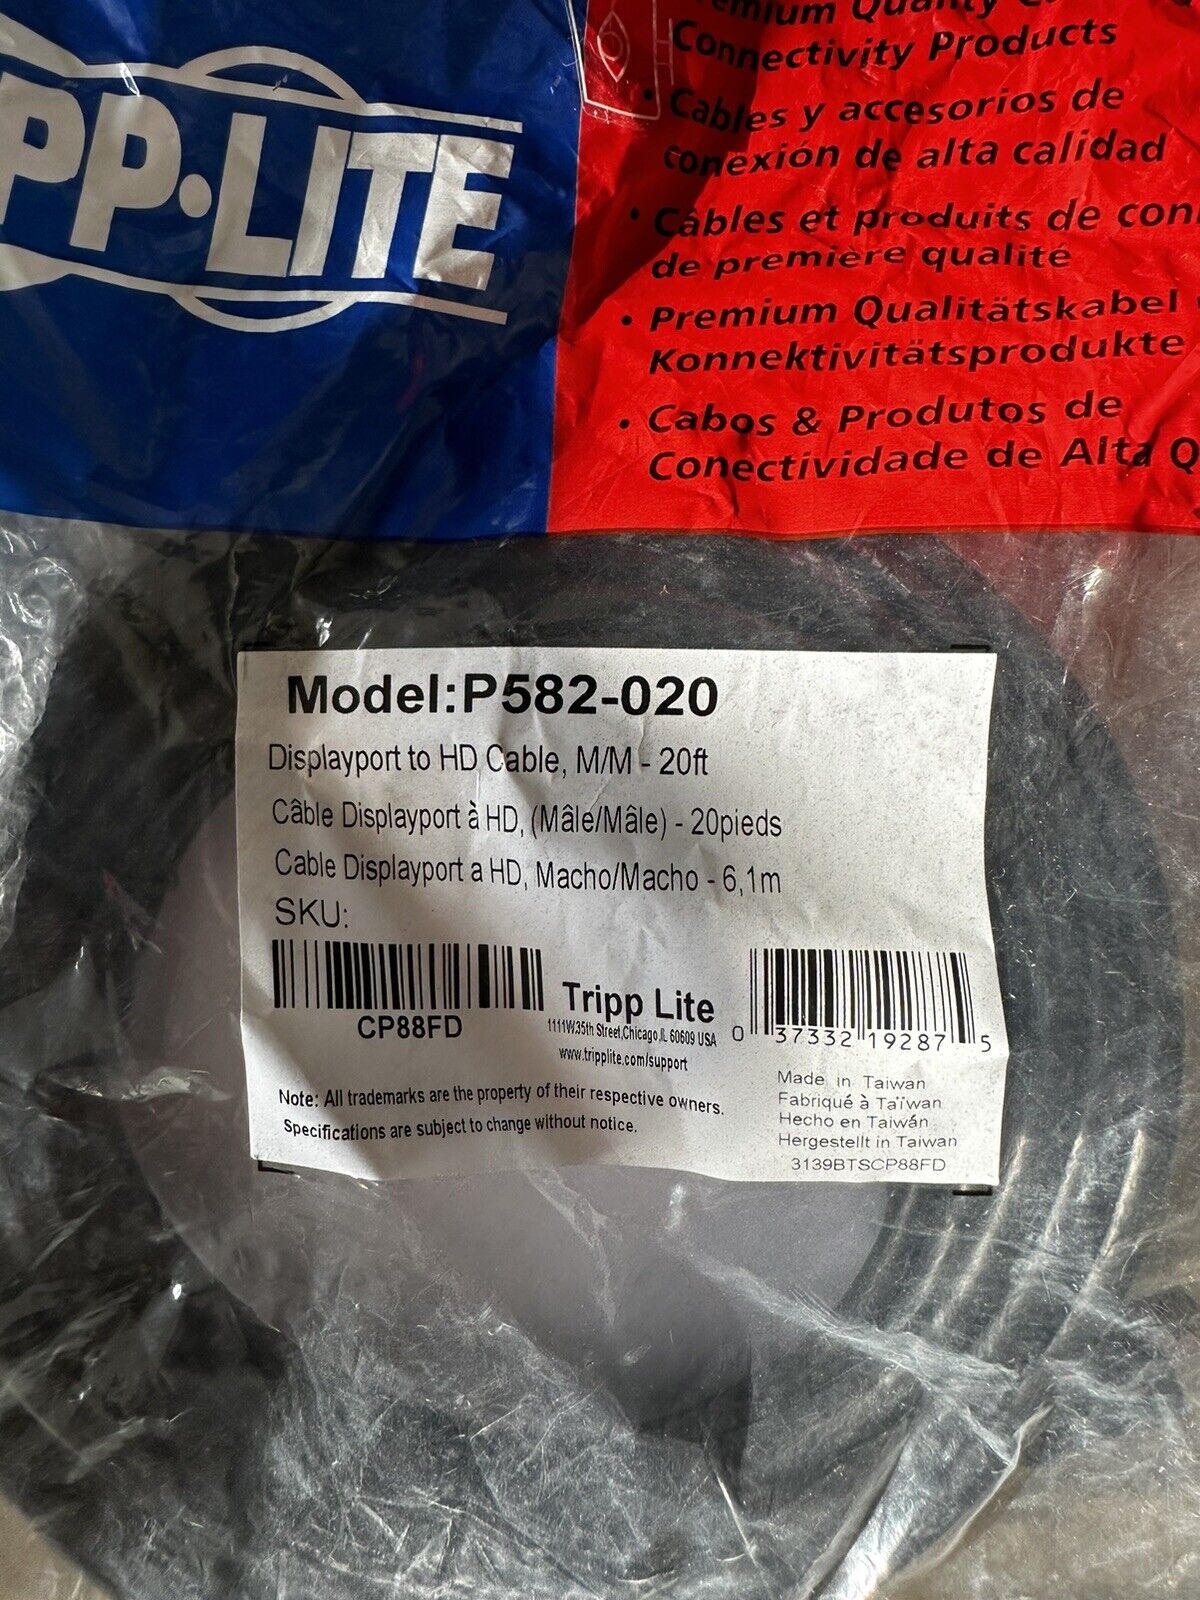 PP·LITE
Premium Quality
Connectivity Products
• Cables y accesorios de
conexión de alta calidad
• Câbles et produits de con
de première qualité
• Premium Qualitätskabel
Konnektivitätsprodukte
• Cabos & Produtos de
Conectividade de Alta Q
Model:P582-020
Displayport to HD Cable, M/M - 20ft
Câble Displayport à HD, (Mâle/Mâle) - 20pieds
Cable Displayport a HD, Macho/Macho - 6,1m
SKU:
CP88FD
Tripp Lite
1111W.35th Street,Chicago,IL 60609 USA
www.tripplite.com/support
0 37332 19287 5
Note: All trademarks are the property of their respective owners.
Specifications are subject to change without notice.
Made in Taiwan
Fabriqué à Taïwan
Hecho en Taiwán
Hergestellt in Taiwan
3139BTSCP88FD